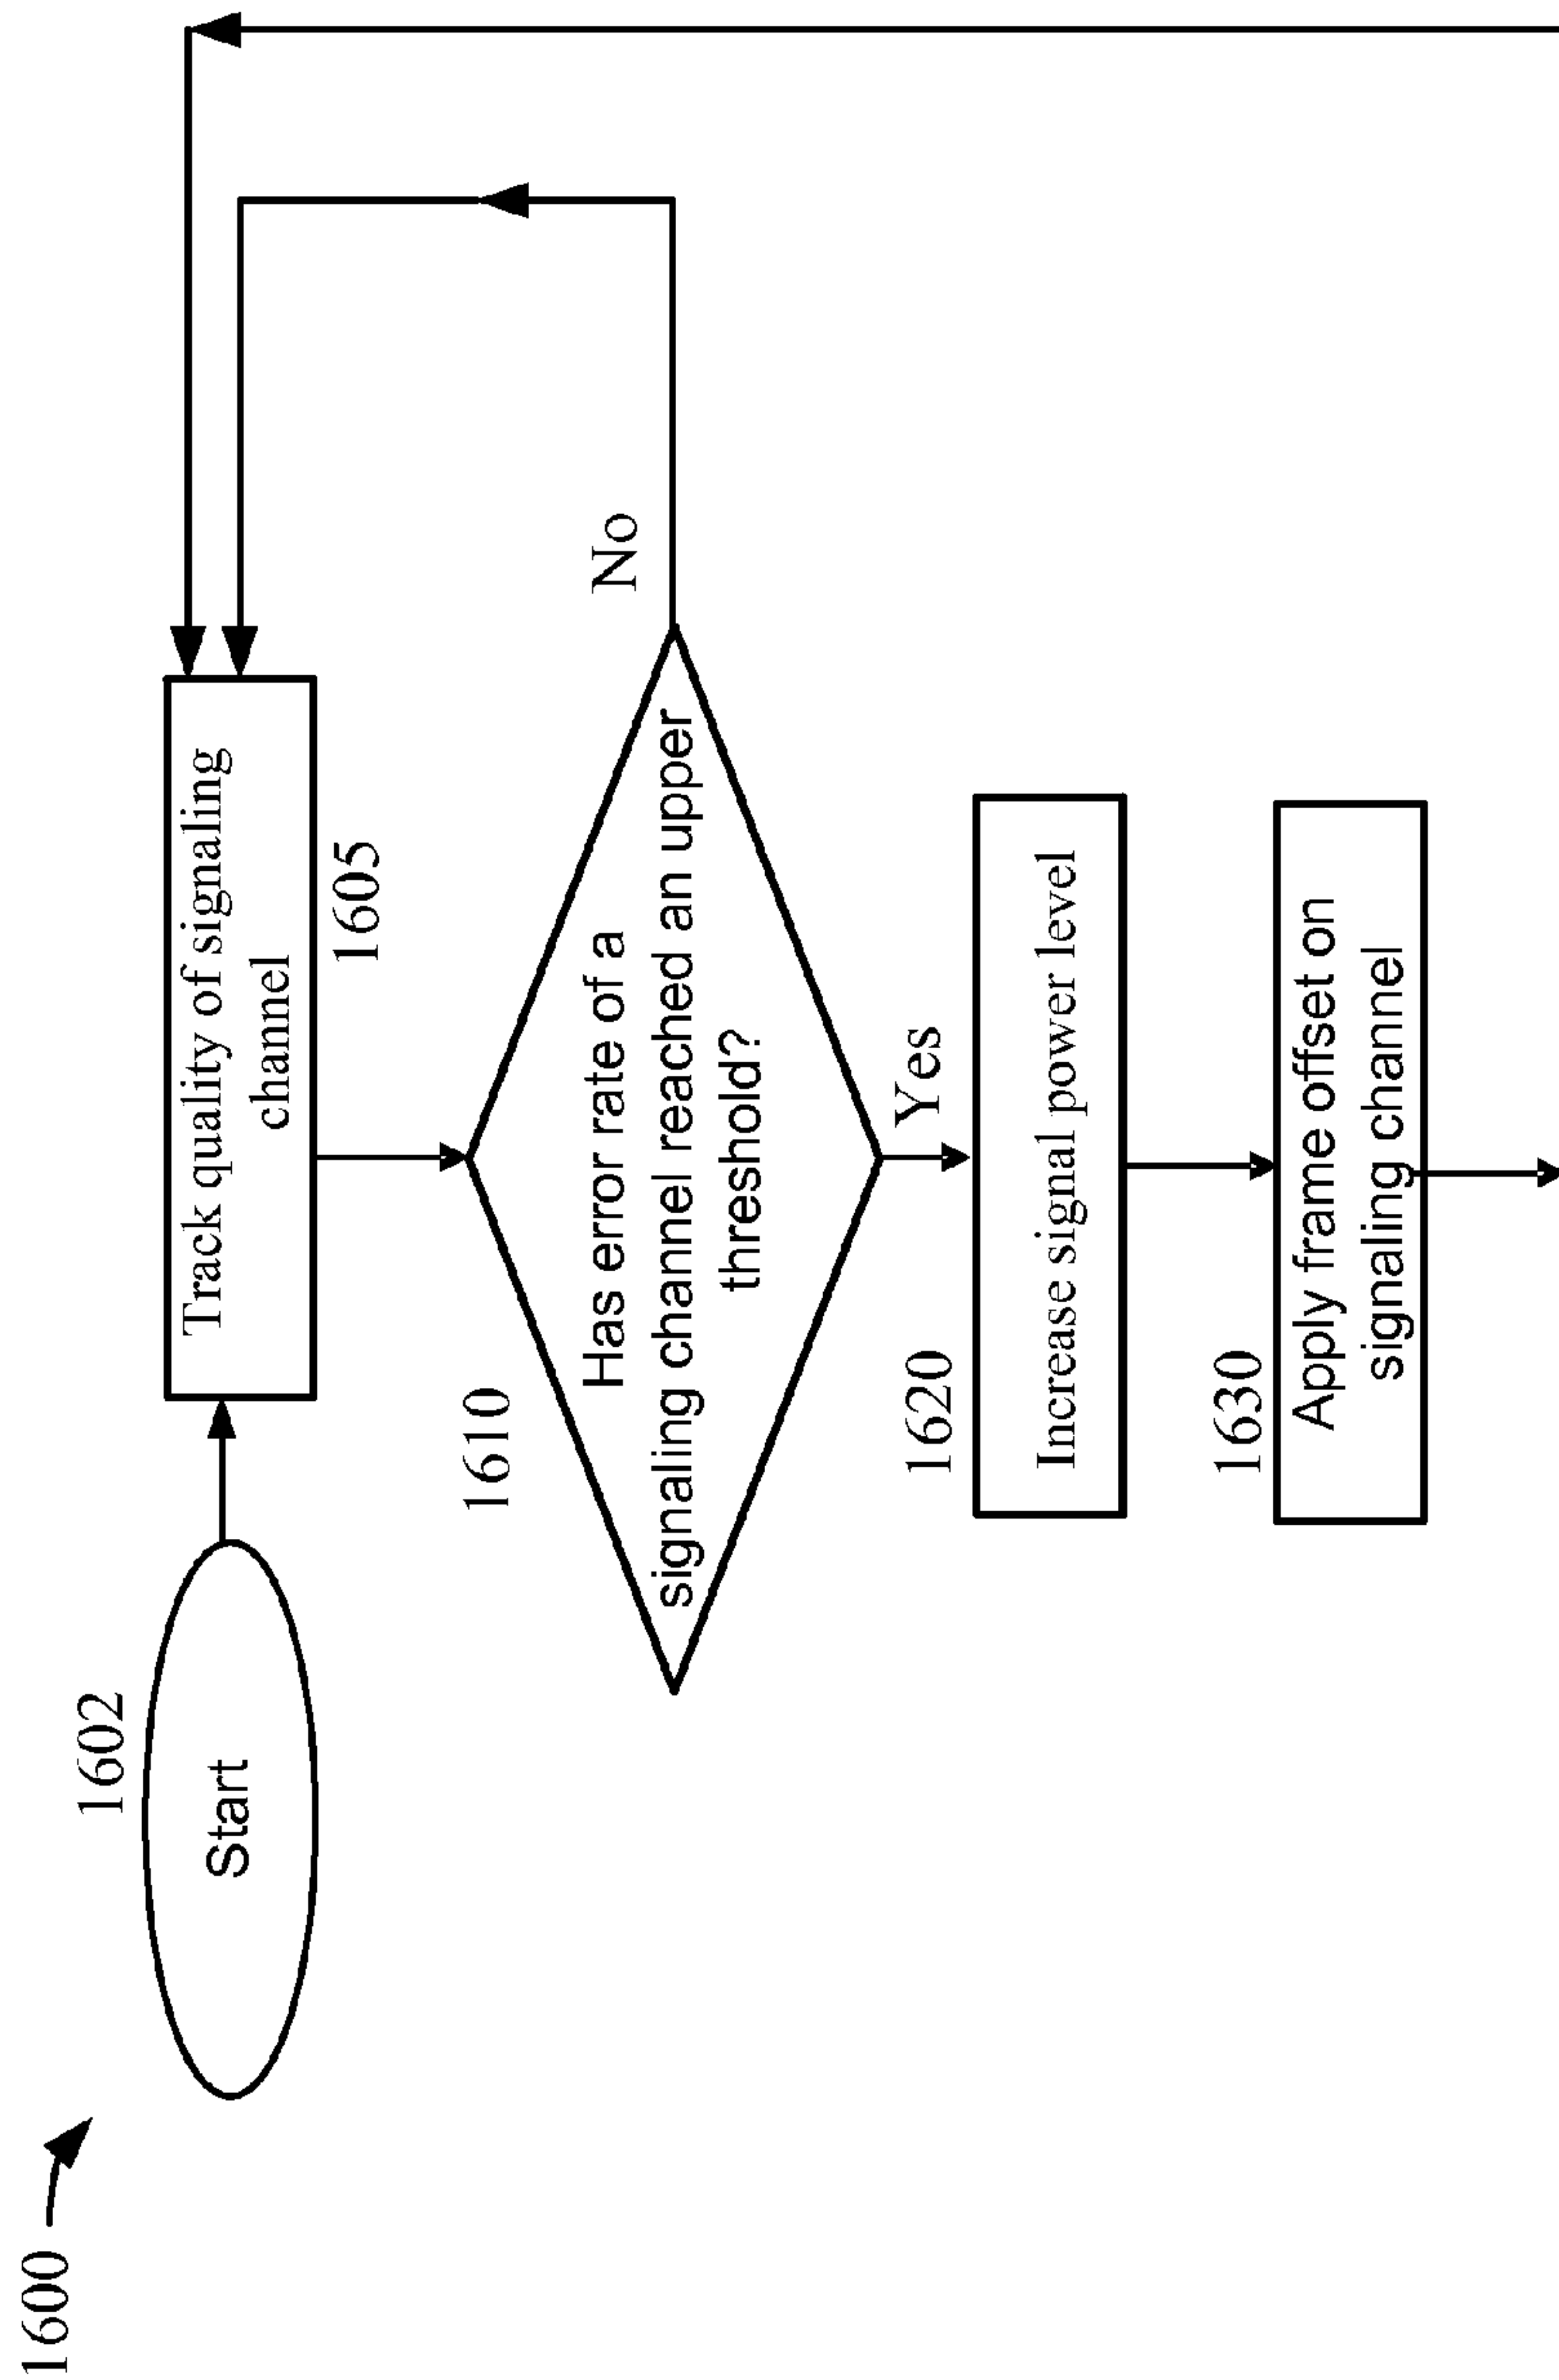 1600
1602
Start
Track quality of signaling
channel
1605
1610
Has error rate of a
signaling channel reached an upper
threshold?
No
Yes
1620
Increase signal power level
1630
Apply frame offset on
signaling channel